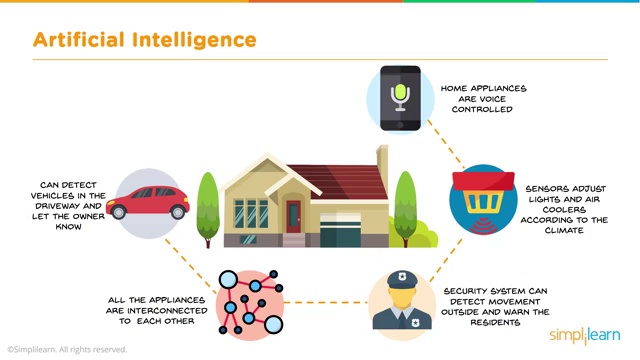 Artificial Intelligence
HOME APPLIANCES
ARE VOICE
CONTROLLED
CAN DETECT
VEHICLES IN THE
DRIVEWAY AND
LET THE OWNER
KNOW
SENSORS ADJUST
LIGHTS AND AIR
COOLERS
ACCORDING TO THE
CLIMATE
ALL THE APPLIANCES
ARE INTERCONNECTED
TO EACH OTHER
SECURITY SYSTEM CAN
DETECT MOVEMENT
OUTSIDE AND WARN THE
RESIDENTS
©Simplilearn. All rights reserved.
simplilearn